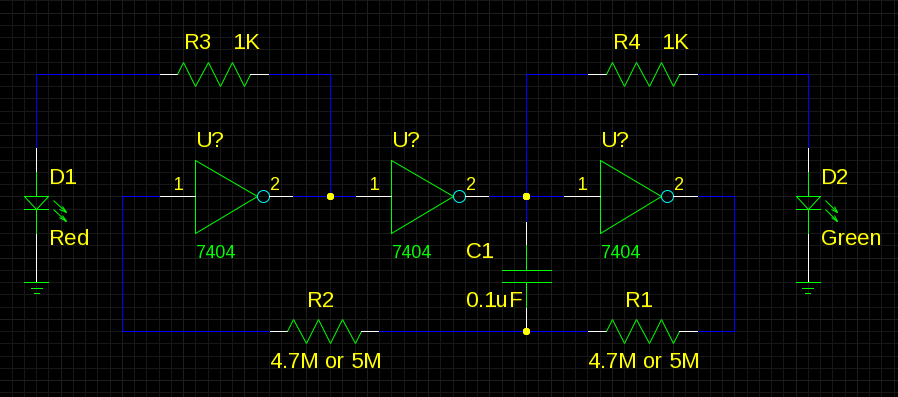 R3 1K
R4 1K
U?
U?
U?
D1
1
2
1
2
1
2
D2
Red
7404
7404
C1
7404
Green
R2
0.1uF
R1
4.7M or 5M
4.7M or 5M